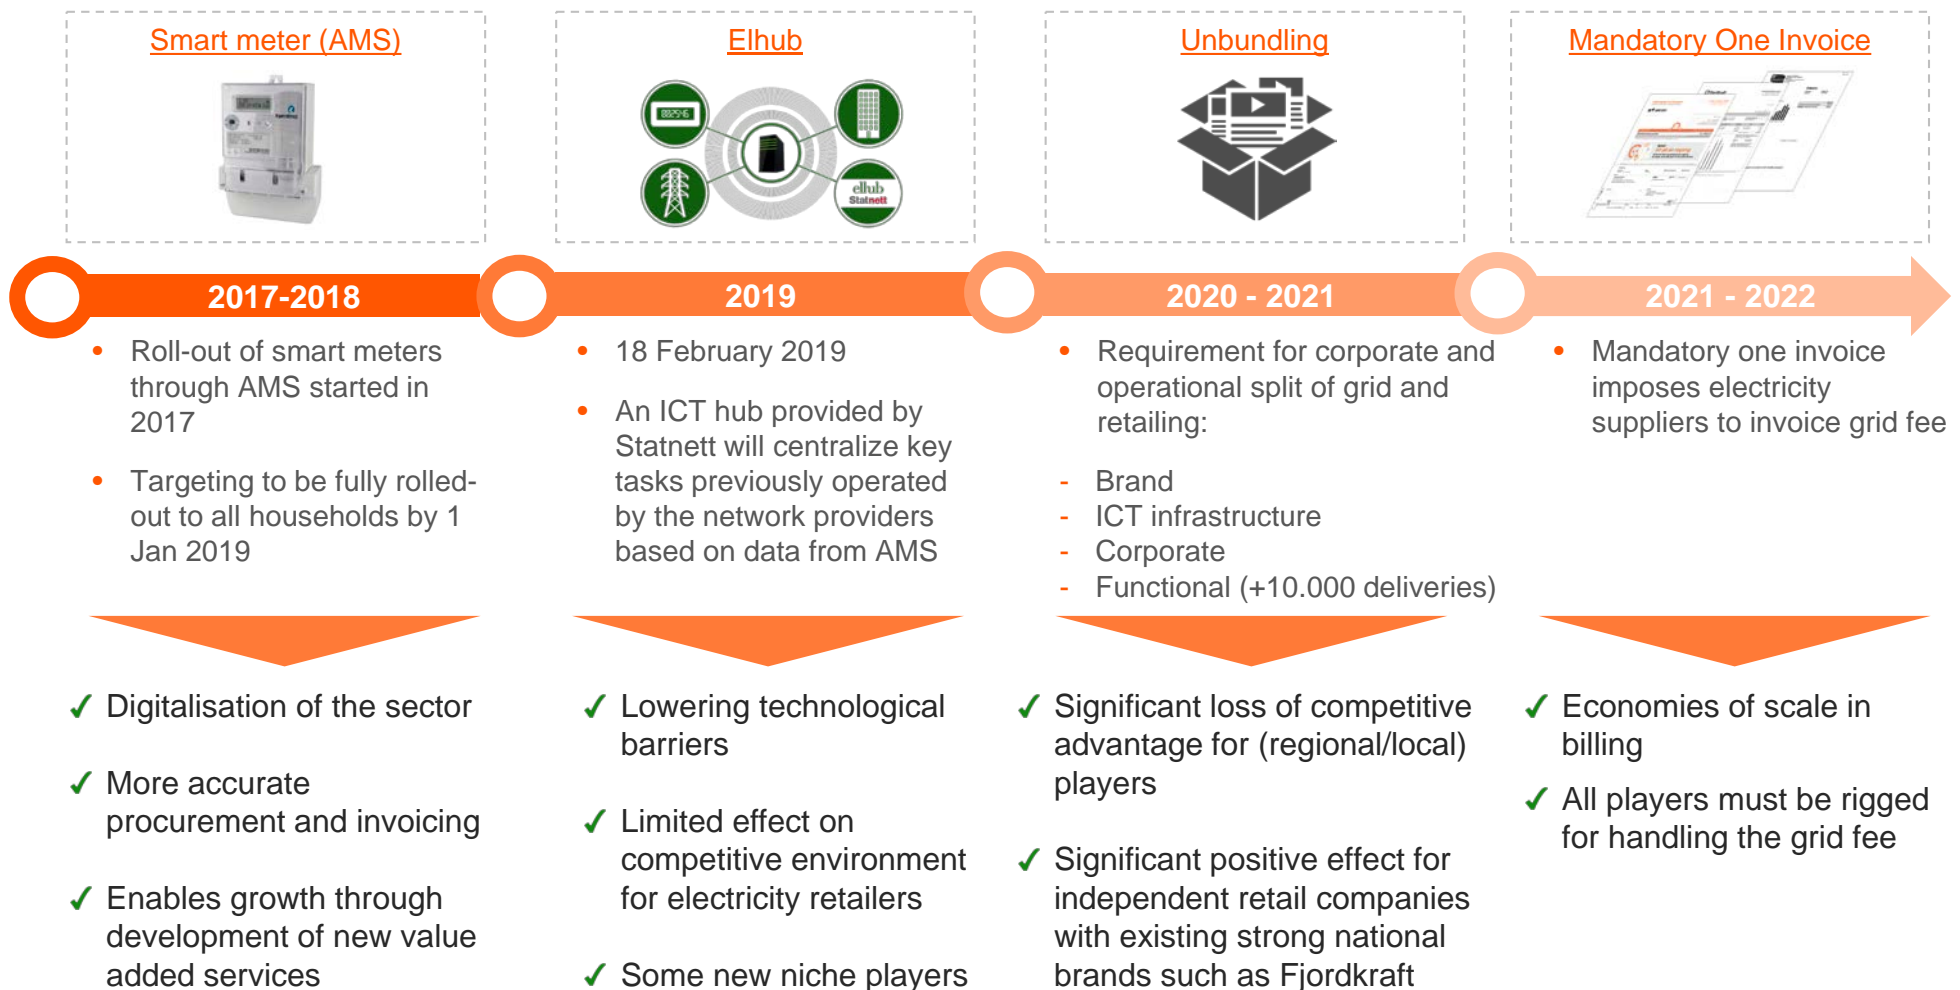 Smart meter (AMS)
Elhub
Unbundling
Mandatory One Invoice
elhub
Statnett
2017-2018
2019
2020 - 2021
2021 - 2022
• Roll-out of smart meters
through AMS started in
2017
• Targeting to be fully rolled-
out to all households by 1
Jan 2019
• 18 February 2019
• An ICT hub provided by
Statnett will centralize key
tasks previously operated
by the network providers
based on data from AMS
• Requirement for corporate and
operational split of grid and
retailing:
- Brand
- ICT infrastructure
- Corporate
- Functional (+10.000 deliveries)
• Mandatory one invoice
imposes electricity
suppliers to invoice grid fee
✓ Digitalisation of the sector
✓ More accurate
procurement and invoicing
✓ Enables growth through
development of new value
added services
✓ Lowering technological
barriers
✓ Limited effect on
competitive environment
for electricity retailers
✓ Some new niche players
✓ Significant loss of competitive
advantage for (regional/local)
players
✓ Significant positive effect for
independent retail companies
with existing strong national
brands such as Fjordkraft
✓ Economies of scale in
billing
✓ All players must be rigged
for handling the grid fee